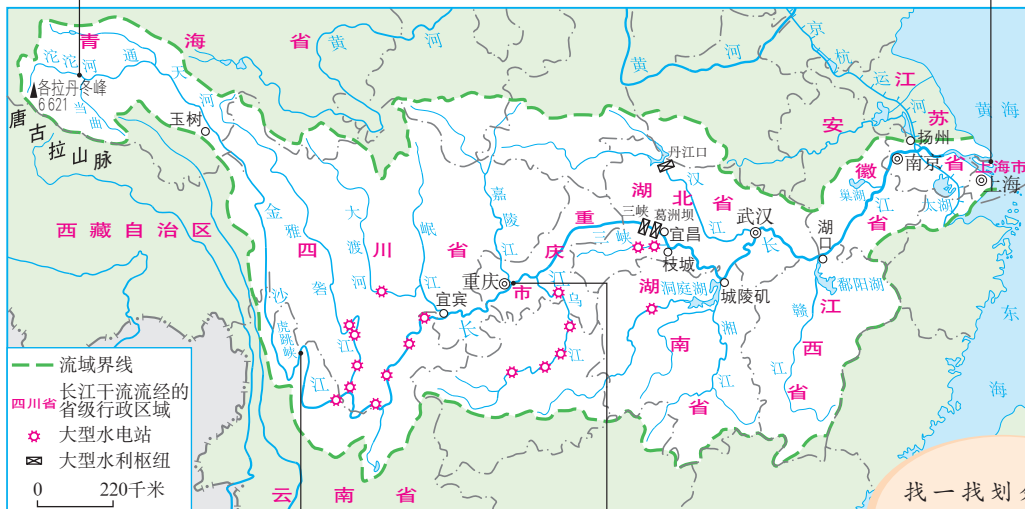 青海省
黄河
黄河
京杭运河
江苏省
黄海
沱沱河
通天河
各拉丹冬峰
6 621
当曲
唐古拉山脉
玉树
安徽省
扬州
南京
上海市
上海
太湖
巢湖
长江
丹江口
汉江
湖北省
三峡
葛洲坝
宜昌
三峡
枝城
武汉
湖口
嘉陵江
岷江
大渡河
雅砻江
金沙江
西藏自治区
四川省
重庆市
重庆
宜宾
长江
乌江
虎跳峡
洞庭湖
城陵矶
鄱阳湖
湖南省
湘江
赣江
江西省
东海
云南省
流域界线
四川省 长江干流流经的
省级行政区域
大型水电站
大型水利枢纽
0 220千米
找一找划分